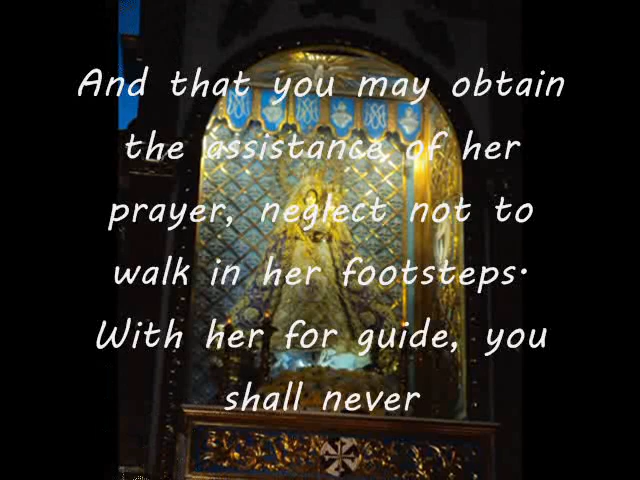 And that you may obtain
the assistance of her
prayer, neglect not to
walk in her footsteps.
With her for guide, you
shall never